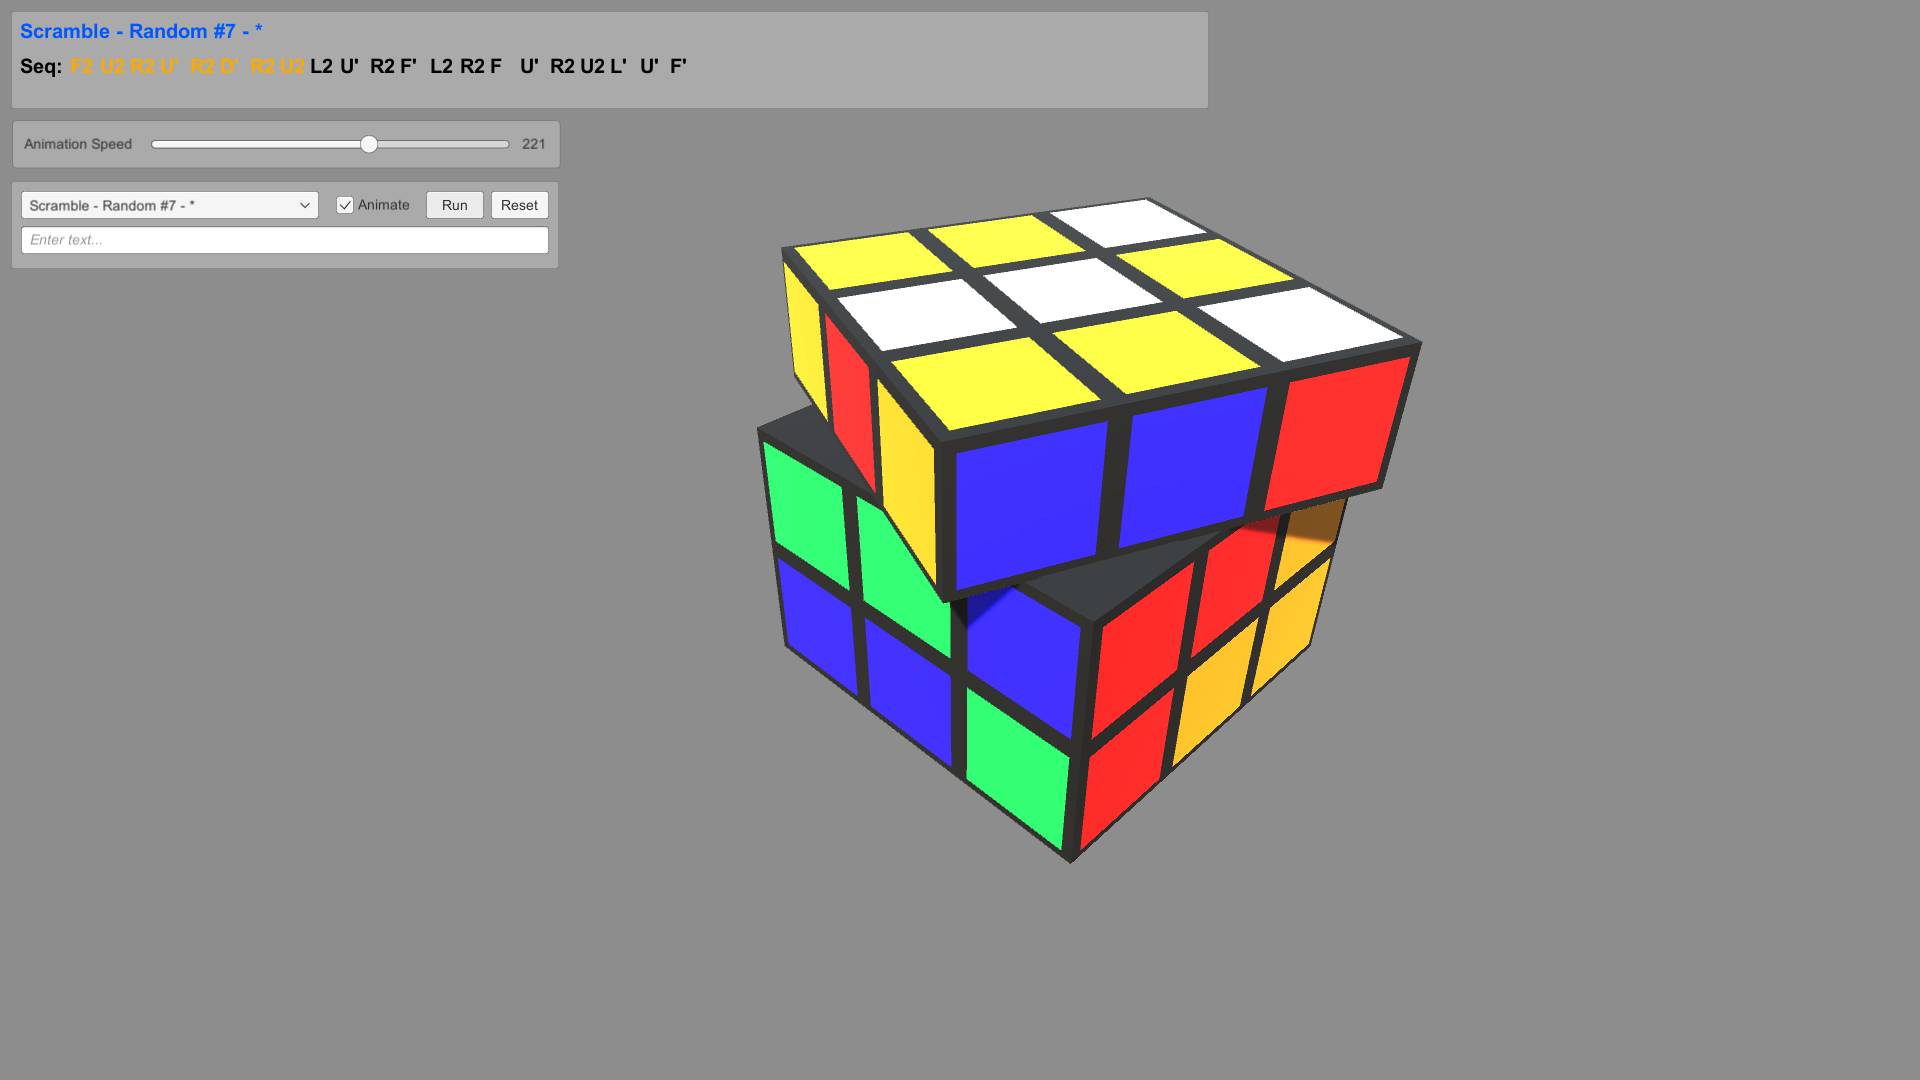 Scramble - Random #7 - *
Seq: F2 U2 R2 U' R2 D' R2 U2 L2 U' R2 F' L2 R2 F U' R2 U2 L' U' F'
Animation Speed 221
Scramble - Random #7 - * Animate Run Reset
Enter text...